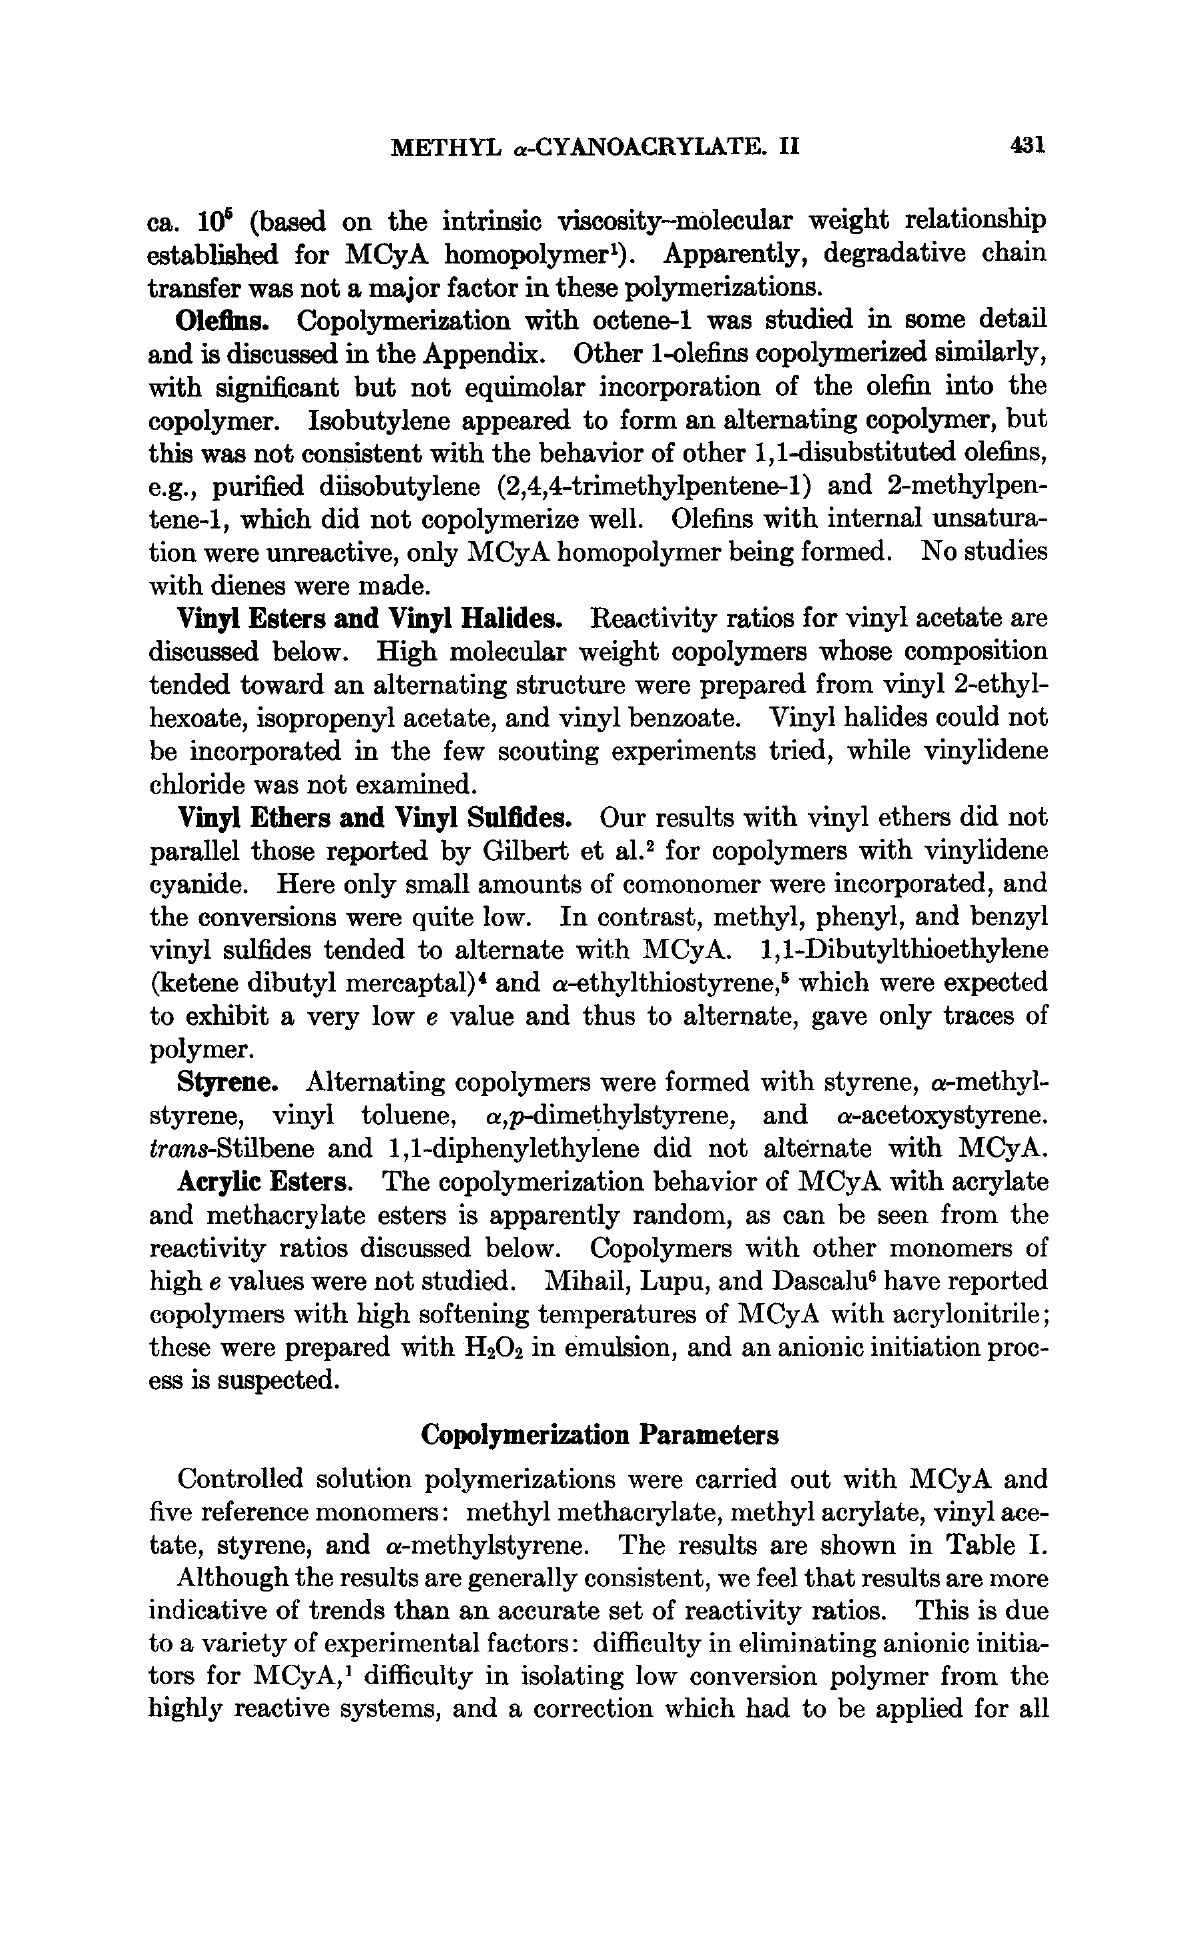 METHYL α-CYANOACRYLATE. II 431
ca. 10⁵ (based on the intrinsic viscosity–molecular weight relationship
established for MCyA homopolymer¹). Apparently, degradative chain
transfer was not a major factor in these polymerizations.
Olefins. Copolymerization with octene-1 was studied in some detail
and is discussed in the Appendix. Other 1-olefins copolymerized similarly,
with significant but not equimolar incorporation of the olefin into the
copolymer. Isobutylene appeared to form an alternating copolymer, but
this was not consistent with the behavior of other 1,1-disubstituted olefins,
e.g., purified diisobutylene (2,4,4-trimethylpentene-1) and 2-methylpen-
tene-1, which did not copolymerize well. Olefins with internal unsatura-
tion were unreactive, only MCyA homopolymer being formed. No studies
with dienes were made.
Vinyl Esters and Vinyl Halides. Reactivity ratios for vinyl acetate are
discussed below. High molecular weight copolymers whose composition
tended toward an alternating structure were prepared from vinyl 2-ethyl-
hexoate, isopropenyl acetate, and vinyl benzoate. Vinyl halides could not
be incorporated in the few scouting experiments tried, while vinylidene
chloride was not examined.
Vinyl Ethers and Vinyl Sulfides. Our results with vinyl ethers did not
parallel those reported by Gilbert et al.² for copolymers with vinylidene
cyanide. Here only small amounts of comonomer were incorporated, and
the conversions were quite low. In contrast, methyl, phenyl, and benzyl
vinyl sulfides tended to alternate with MCyA. 1,1-Dibutylthioethylene
(ketene dibutyl mercaptal)⁴ and α-ethylthiostyrene,⁵ which were expected
to exhibit a very low e value and thus to alternate, gave only traces of
polymer.
Styrene. Alternating copolymers were formed with styrene, α-methyl-
styrene, vinyl toluene, α,p-dimethylstyrene, and α-acetoxystyrene.
trans-Stilbene and 1,1-diphenylethylene did not alternate with MCyA.
Acrylic Esters. The copolymerization behavior of MCyA with acrylate
and methacrylate esters is apparently random, as can be seen from the
reactivity ratios discussed below. Copolymers with other monomers of
high e values were not studied. Mihail, Lupu, and Dascalu⁶ have reported
copolymers with high softening temperatures of MCyA with acrylonitrile;
these were prepared with H₂O₂ in emulsion, and an anionic initiation proc-
ess is suspected.
Copolymerization Parameters
Controlled solution polymerizations were carried out with MCyA and
five reference monomers: methyl methacrylate, methyl acrylate, vinyl ace-
tate, styrene, and α-methylstyrene. The results are shown in Table I.
Although the results are generally consistent, we feel that results are more
indicative of trends than an accurate set of reactivity ratios. This is due
to a variety of experimental factors: difficulty in eliminating anionic initia-
tors for MCyA,¹ difficulty in isolating low conversion polymer from the
highly reactive systems, and a correction which had to be applied for all